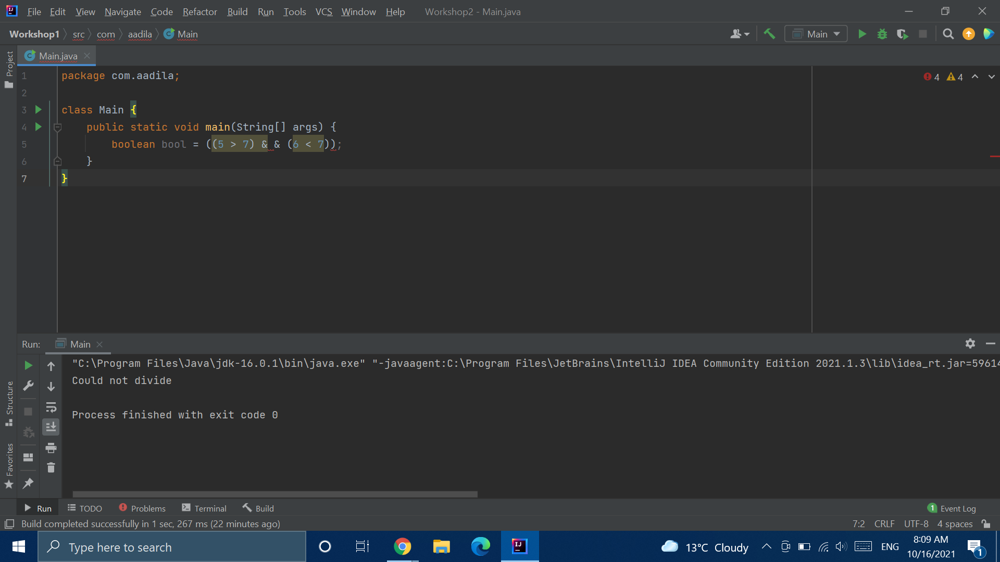 File Edit View Navigate Code Refactor Build Run Tools VCS Window Help Workshop2 - Main.java
Workshop1 src com aadila Main
Main
Main.java
Project
4 4
1 package com.aadila;
2
3 class Main {
4 public static void main(String[] args) {
5 boolean bool = ((5 > 7) & & (6 < 7));
6 }
7 }
Run: Main
"C:\Program Files\Java\jdk-16.0.1\bin\java.exe" "-javaagent:C:\Program Files\JetBrains\IntelliJ IDEA Community Edition 2021.1.3\lib\idea_rt.jar=59614
Could not divide
Process finished with exit code 0
Structure
Favorites
Run TODO Problems Terminal Build 1 Event Log
Build completed successfully in 1 sec, 267 ms (22 minutes ago) 7:2 CRLF UTF-8 4 spaces
Type here to search
13°C Cloudy ENG
8:09 AM
10/16/2021
1